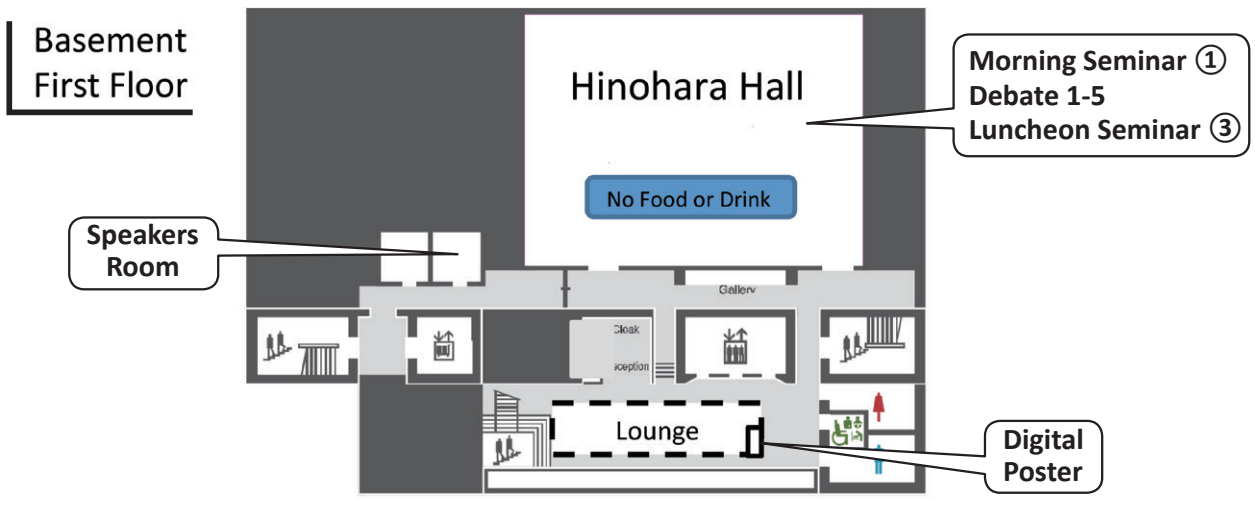 Basement
First Floor
Hinohara Hall
No Food or Drink
Morning Seminar ①
Debate 1-5
Luncheon Seminar ③
Speakers
Room
Gallery
Cloak
ception
Lounge
Digital
Poster